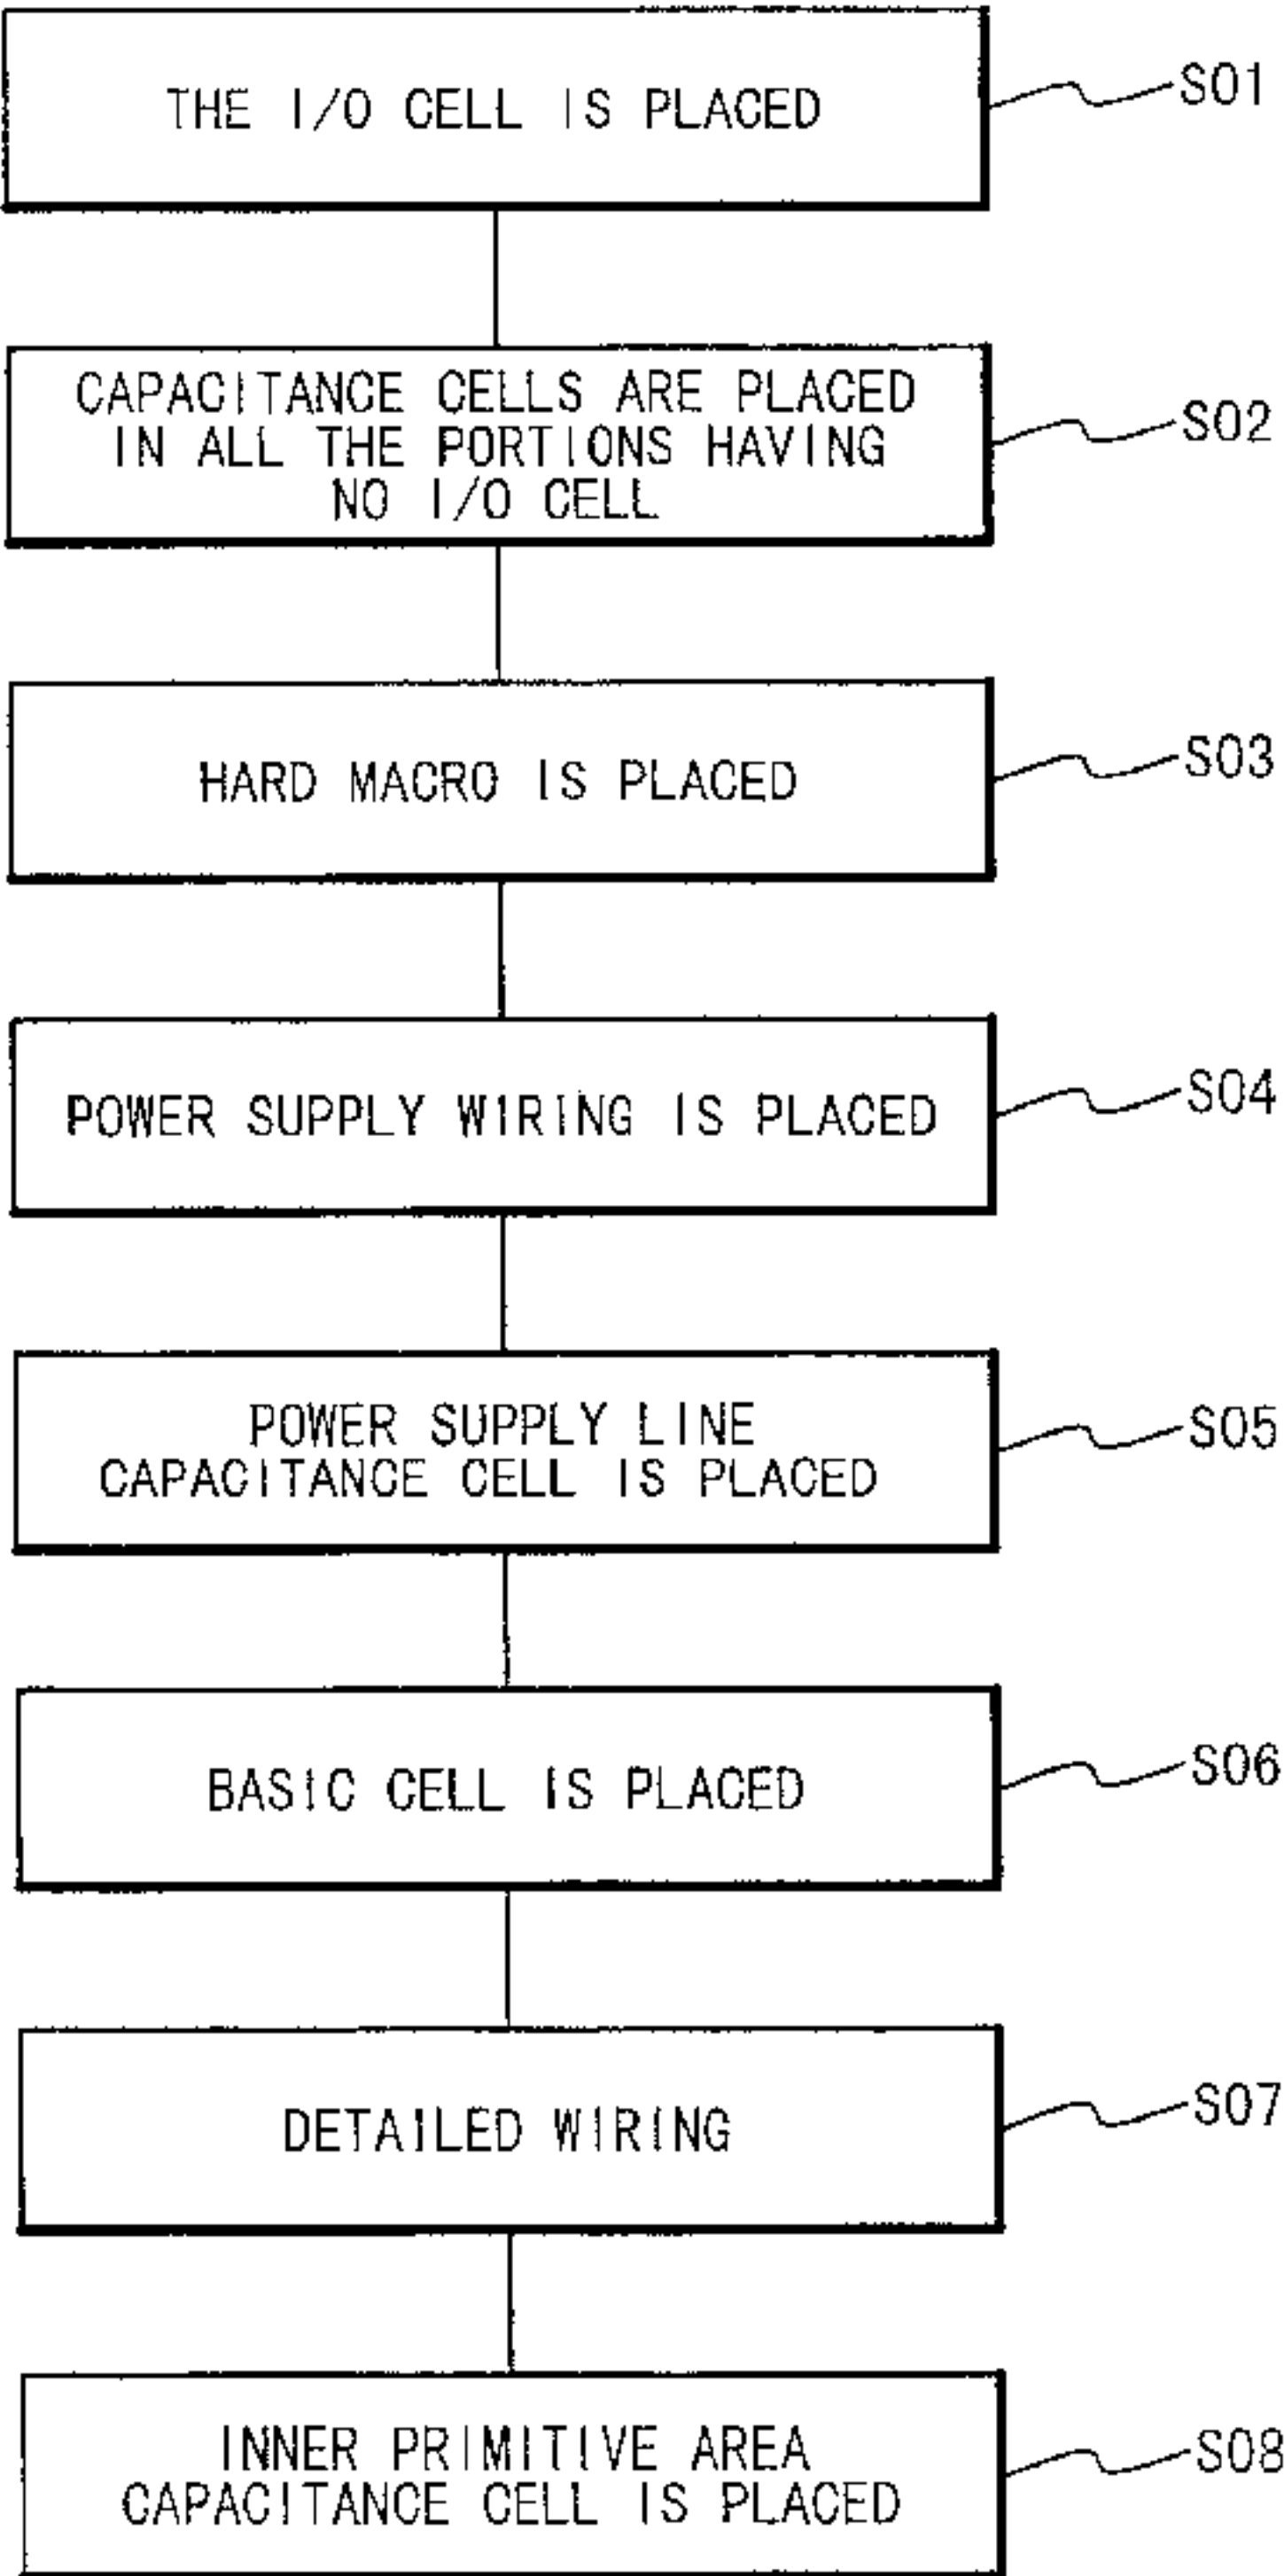 THE I/O CELL IS PLACED
S01
CAPACITANCE CELLS ARE PLACED
IN ALL THE PORTIONS HAVING
NO I/O CELL
S02
HARD MACRO IS PLACED
S03
POWER SUPPLY WIRING IS PLACED
S04
POWER SUPPLY LINE
CAPACITANCE CELL IS PLACED
S05
BASIC CELL IS PLACED
S06
DETAILED WIRING
S07
INNER PRIMITIVE AREA
CAPACITANCE CELL IS PLACED
S08